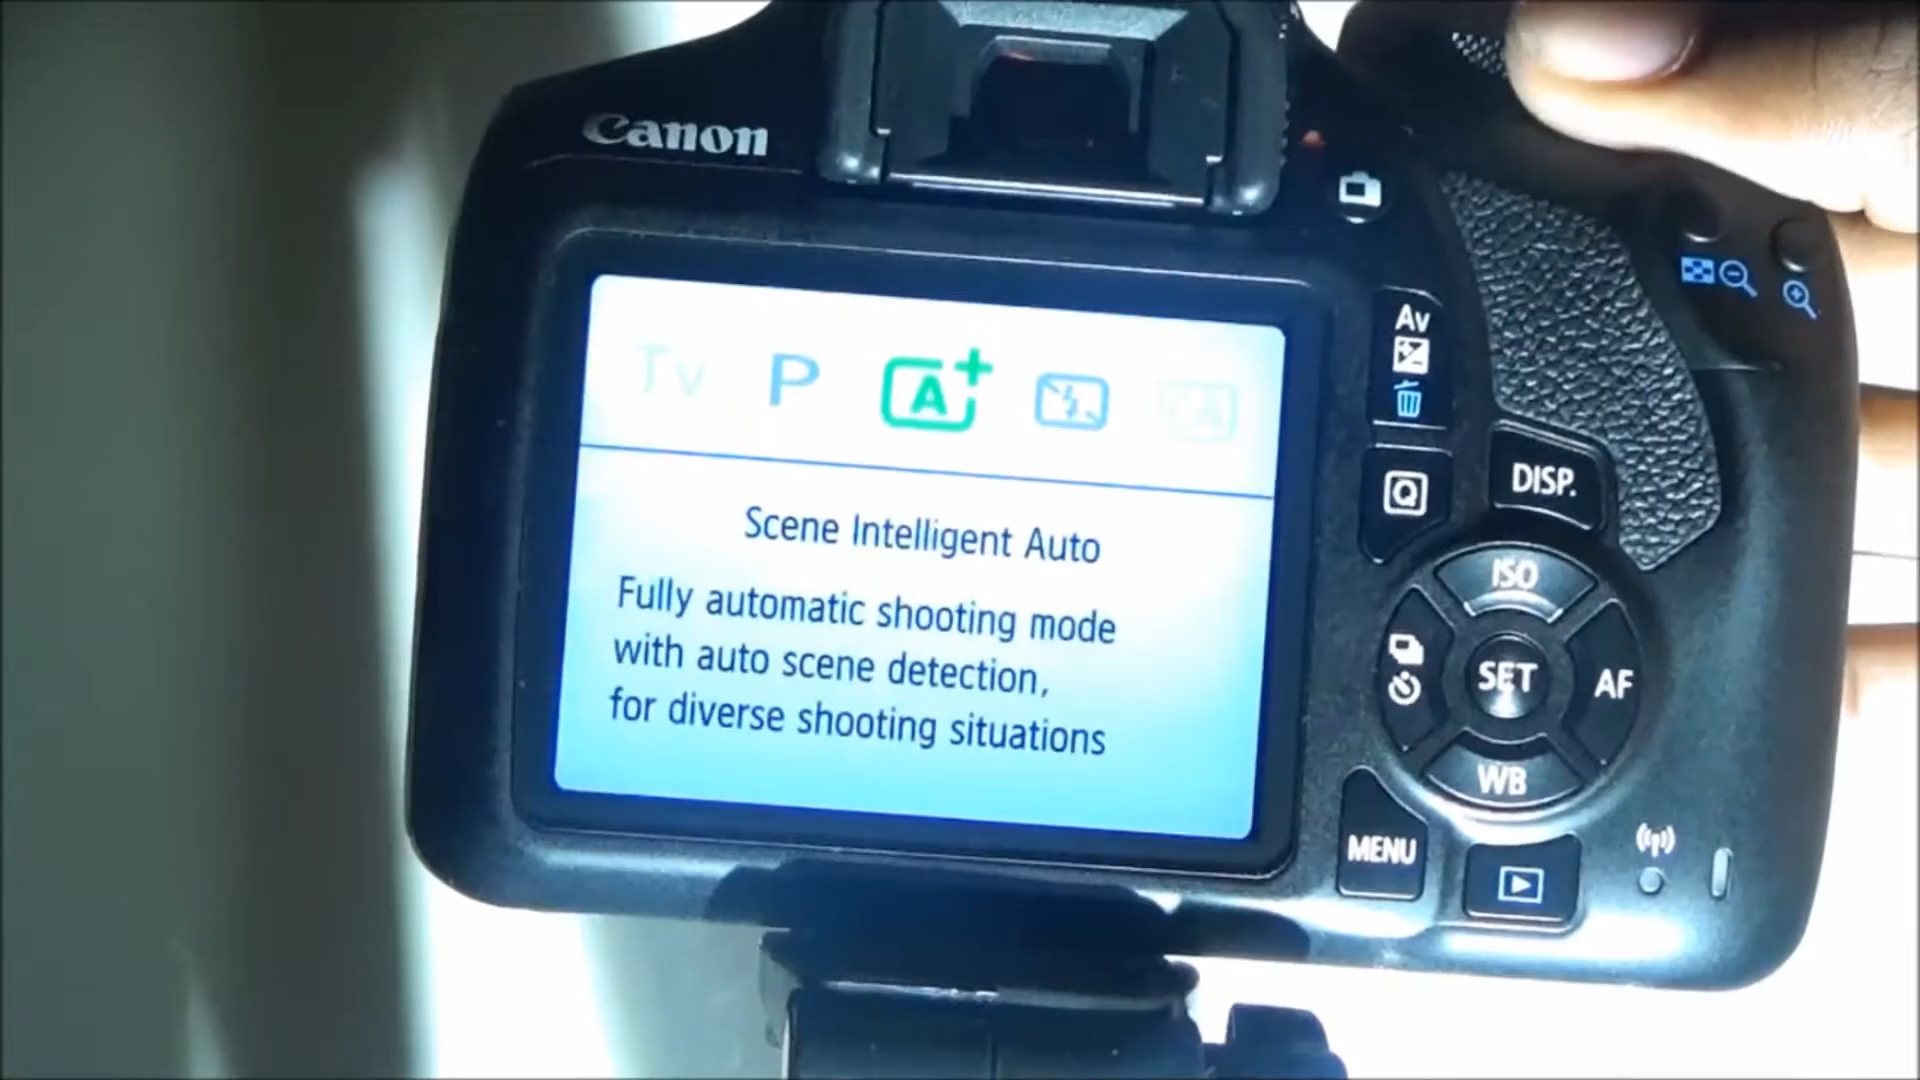 Canon
Tv P A+ CA
Scene Intelligent Auto
Fully automatic shooting mode
with auto scene detection,
for diverse shooting situations
Av
Q
DISP.
ISO
SET
AF
WB
MENU